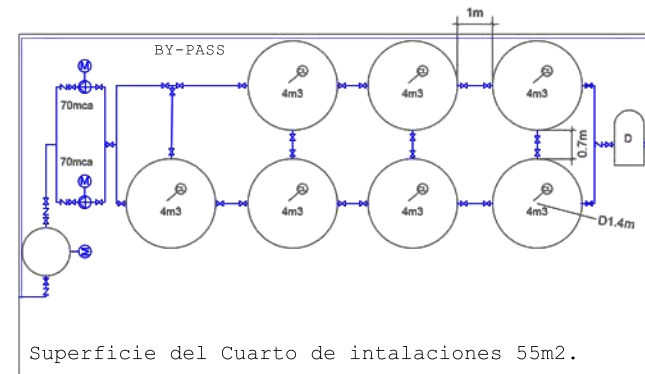 1m
BY-PASS
M
70mca
4m3
4m3
4m3
0.7m
D
70mca
M
4m3
4m3
4m3
4m3
D1.4m
M
Superficie del Cuarto de intalaciones 55m2.